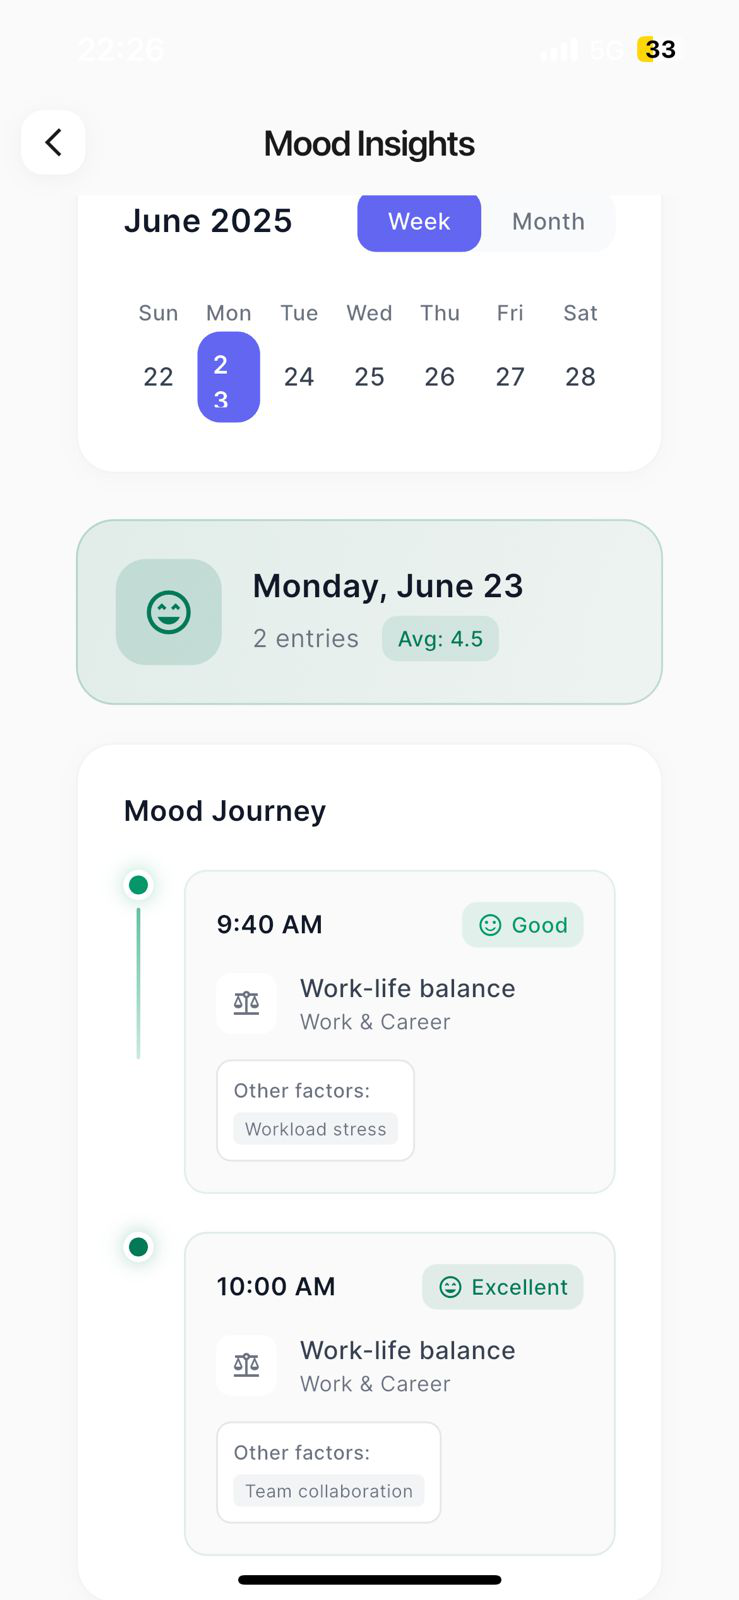 22:26 5G 33
Mood Insights
June 2025 Week Month
Sun Mon Tue Wed Thu Fri Sat
22 2 24 25 26 27 28
3
Monday, June 23
2 entries Avg: 4.5
Mood Journey
9:40 AM Good
Work-life balance
Work & Career
Other factors:
Workload stress
10:00 AM Excellent
Work-life balance
Work & Career
Other factors:
Team collaboration